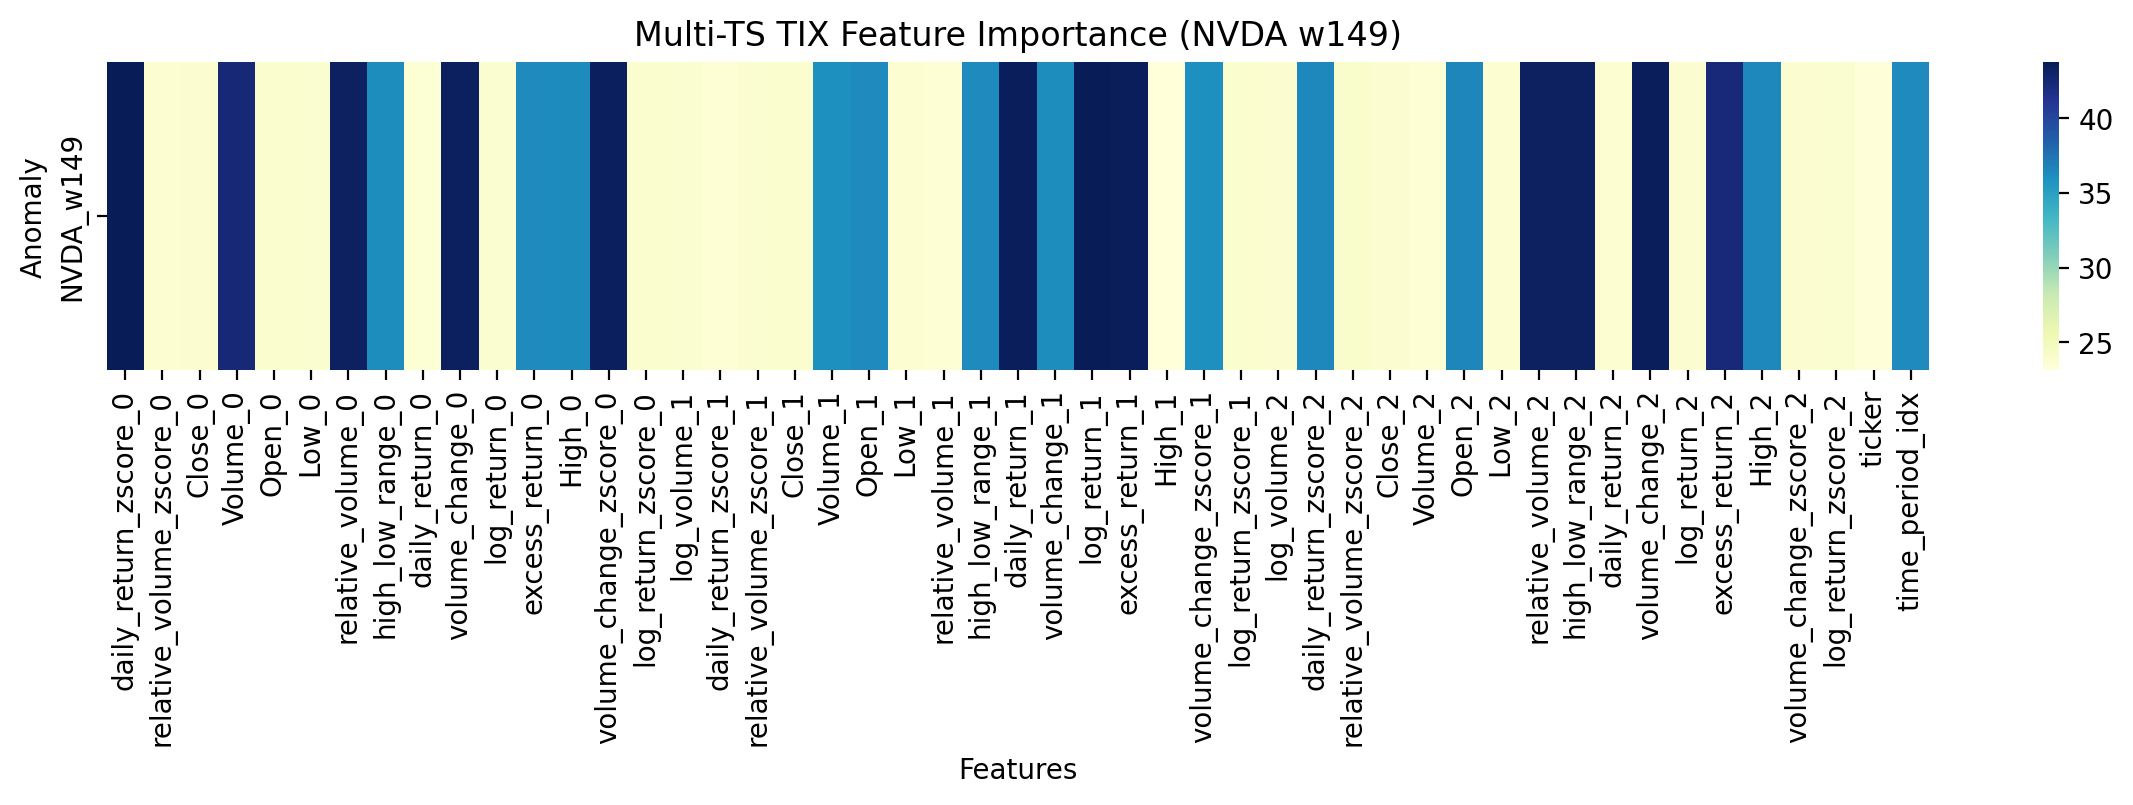 Multi-TS TIX Feature Importance (NVDA w149)
Anomaly
NVDA_w149
40
35
30
25
daily_return_zscore_0
relative_volume_zscore_0
Close_0
Volume_0
Open_0
Low_0
relative_volume_0
high_low_range_0
daily_return_0
volume_change_0
log_return_0
excess_return_0
High_0
volume_change_zscore_0
log_return_zscore_0
log_volume_1
daily_return_zscore_1
relative_volume_zscore_1
Close_1
Volume_1
Open_1
Low_1
relative_volume_1
high_low_range_1
daily_return_1
volume_change_1
log_return_1
excess_return_1
High_1
volume_change_zscore_1
log_return_zscore_1
log_volume_2
daily_return_zscore_2
relative_volume_zscore_2
Close_2
Volume_2
Open_2
Low_2
relative_volume_2
high_low_range_2
daily_return_2
volume_change_2
log_return_2
excess_return_2
High_2
volume_change_zscore_2
log_return_zscore_2
ticker
time_period_idx
Features